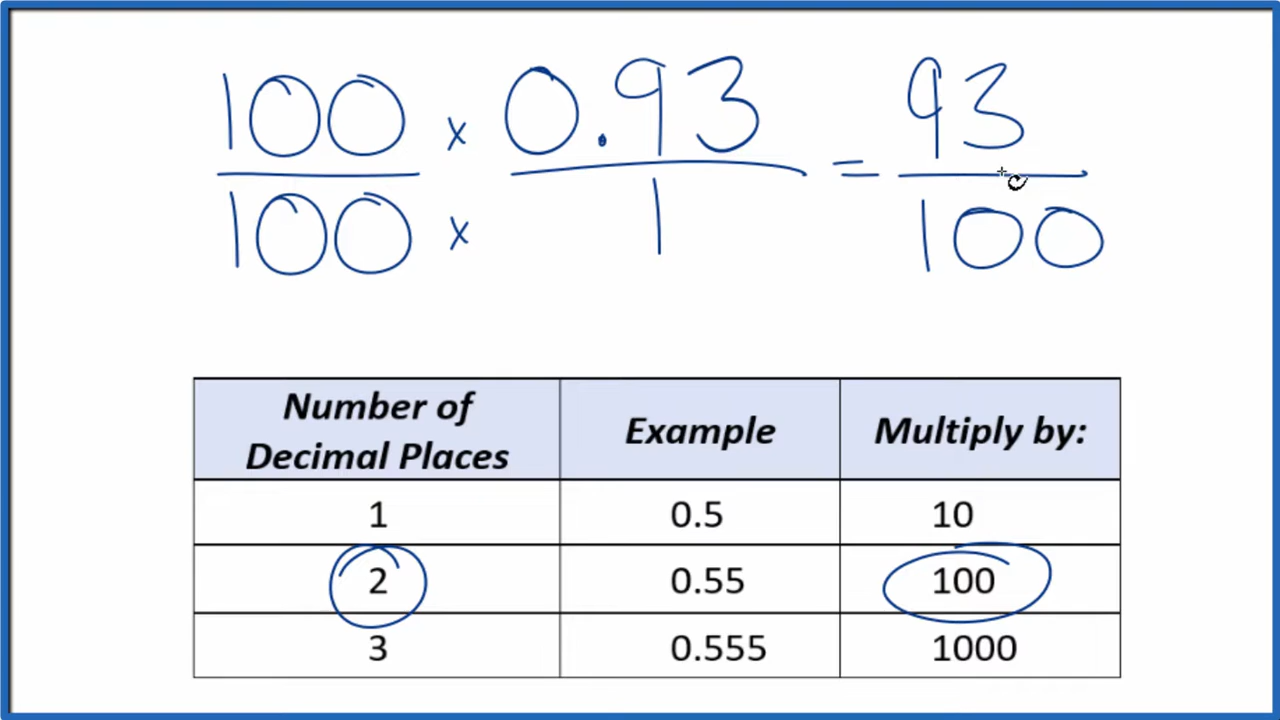 100 × 0.93 = 93
100 × 1 100
Number of Decimal Places Example Multiply by:
1 0.5 10
2 0.55 100
3 0.555 1000